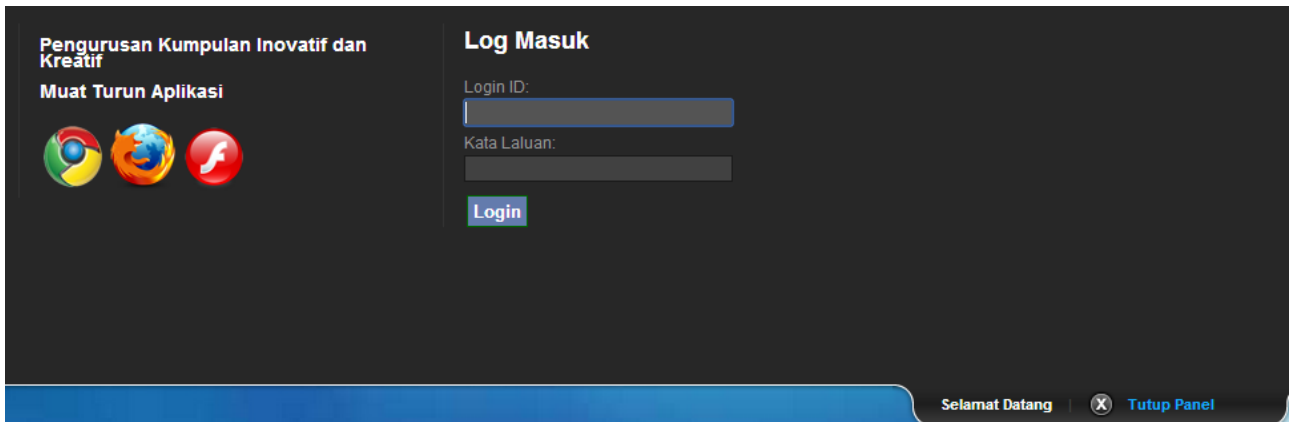 Pengurusan Kumpulan Inovatif dan
Kreatif
Muat Turun Aplikasi
Log Masuk
Login ID:
Kata Laluan:
Login
Selamat Datang | X Tutup Panel